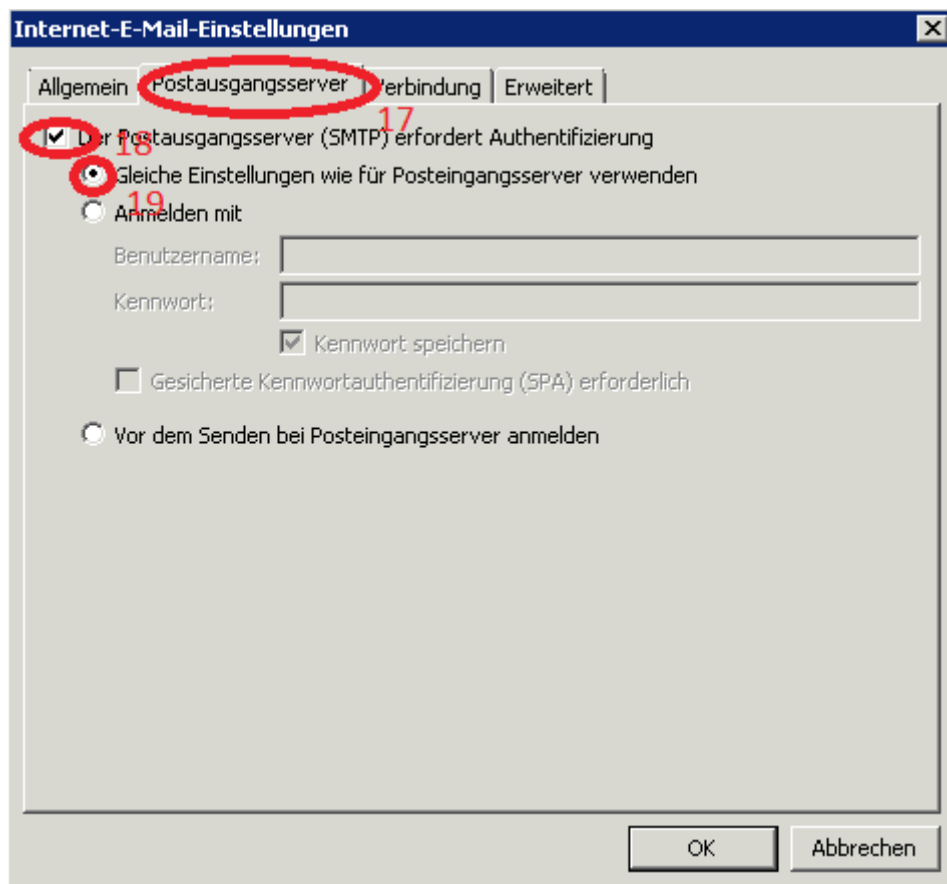 Internet-E-Mail-Einstellungen
Allgemein Postausgangsserver Verbindung Erweitert
17
Der Postausgangsserver (SMTP) erfordert Authentifizierung
18
Gleiche Einstellungen wie für Posteingangsserver verwenden
19
Anmelden mit
Benutzername:
Kennwort:
Kennwort speichern
Gesicherte Kennwortauthentifizierung (SPA) erforderlich
Vor dem Senden bei Posteingangsserver anmelden
OK Abbrechen